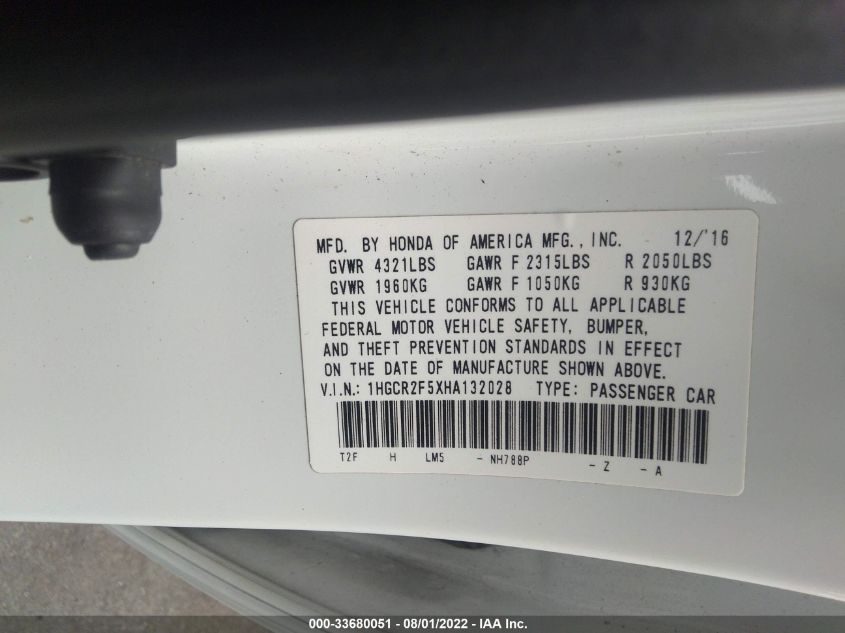 MFD. BY HONDA OF AMERICA MFG., INC. 12/'16
GVWR 4321LBS GAWR F 2315LBS R 2050LBS
GVWR 1960KG GAWR F 1050KG R 930KG
THIS VEHICLE CONFORMS TO ALL APPLICABLE
FEDERAL MOTOR VEHICLE SAFETY, BUMPER,
AND THEFT PREVENTION STANDARDS IN EFFECT
ON THE DATE OF MANUFACTURE SHOWN ABOVE.
V.I.N.: 1HGCR2F5XHA132028 TYPE: PASSENGER CAR
T2F H LM5 - NH788P - Z - A
000-33680051 - 08/01/2022 - IAA Inc.